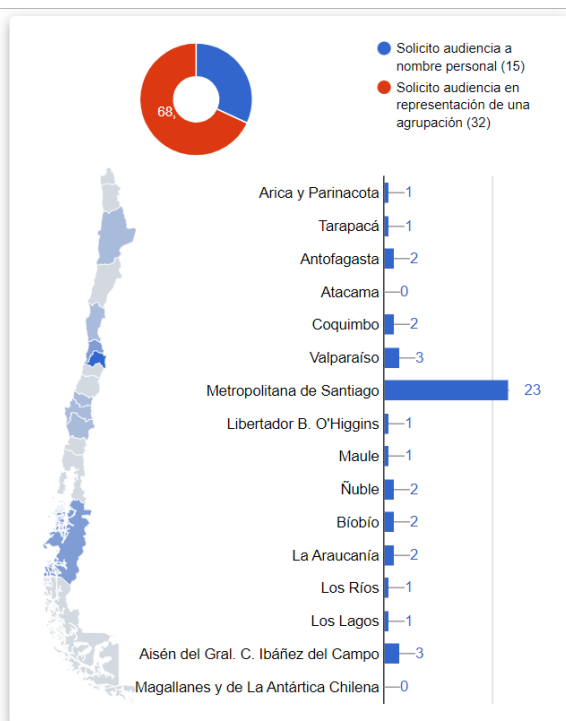 Solicito audiencia a
nombre personal (15)
Solicito audiencia en
representación de una
agrupación (32)
68,
Arica y Parinacota 1
Tarapacá 1
Antofagasta 2
Atacama 0
Coquimbo 2
Valparaíso 3
Metropolitana de Santiago 23
Libertador B. O'Higgins 1
Maule 1
Ñuble 2
Bíobío 2
La Araucanía 2
Los Ríos 1
Los Lagos 1
Aisén del Gral. C. Ibáñez del Campo 3
Magallanes y de La Antártica Chilena 0